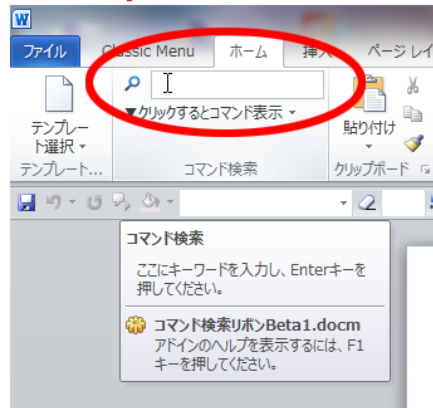 W
ファイル Classic Menu ホーム 挿入 ページレイ
▼クリックするとコマンド表示
テンプレー
ト選択
貼り付け
テンプレート... コマンド検索 クリップボード
コマンド検索
ここにキーワードを入力し、Enterキーを
押してください。
コマンド検索リボンBeta1.docm
アドインのヘルプを表示するには、F1
キーを押してください。